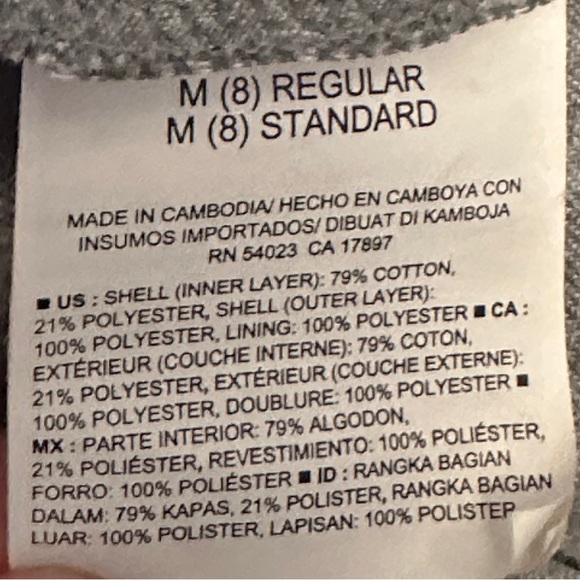 M (8) REGULAR
M (8) STANDARD
MADE IN CAMBODIA/ HECHO EN CAMBOYA CON
INSUMOS IMPORTADOS/ DIBUAT DI KAMBOJA
RN 54023 CA 17897
■ US : SHELL (INNER LAYER): 79% COTTON,
21% POLYESTER, SHELL (OUTER LAYER):
100% POLYESTER, LINING: 100% POLYESTER ■ CA :
EXTÉRIEUR (COUCHE INTERNE): 79% COTON,
21% POLYESTER, EXTÉRIEUR (COUCHE EXTERNE):
100% POLYESTER, DOUBLURE: 100% POLYESTER ■
MX : PARTE INTERIOR: 79% ALGODON,
21% POLIÉSTER, REVESTIMIENTO: 100% POLIÉSTER,
FORRO: 100% POLIÉSTER ■ ID : RANGKA BAGIAN
DALAM: 79% KAPAS, 21% POLISTER, RANGKA BAGIAN
LUAR: 100% POLISTER, LAPISAN: 100% POLISTER